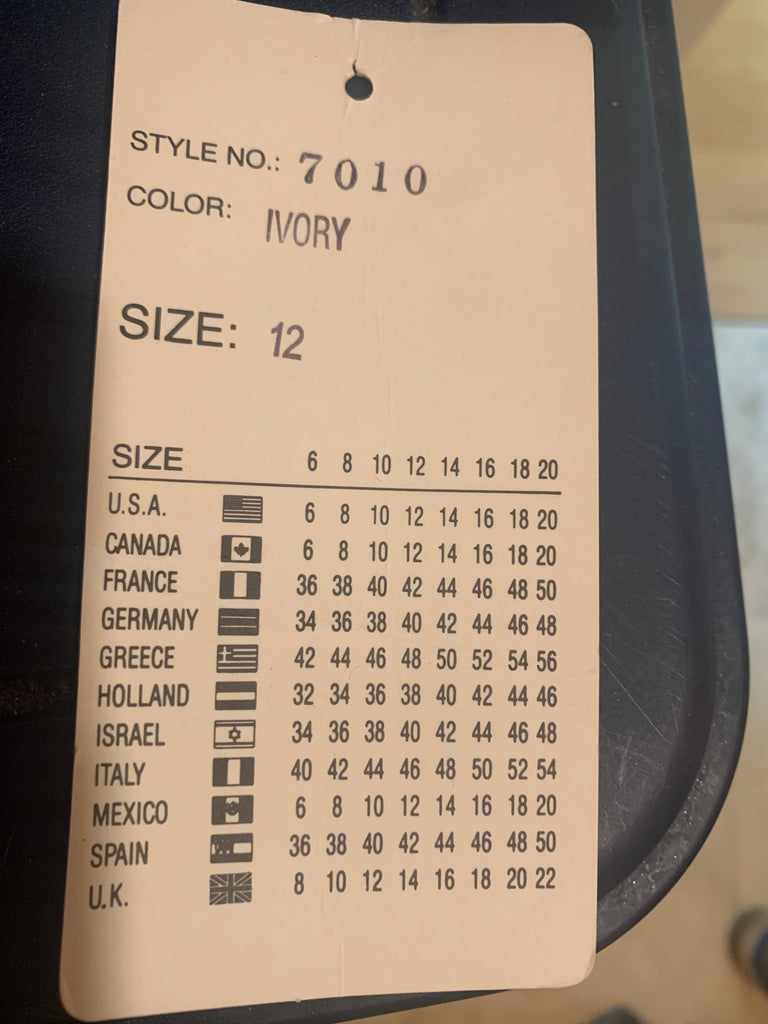 STYLE NO.: 7010
COLOR: IVORY
SIZE: 12
SIZE 6 8 10 12 14 16 18 20
U.S.A. 6 8 10 12 14 16 18 20
CANADA 6 8 10 12 14 16 18 20
FRANCE 36 38 40 42 44 46 48 50
GERMANY 34 36 38 40 42 44 46 48
GREECE 42 44 46 48 50 52 54 56
HOLLAND 32 34 36 38 40 42 44 46
ISRAEL 34 36 38 40 42 44 46 48
ITALY 40 42 44 46 48 50 52 54
MEXICO 6 8 10 12 14 16 18 20
SPAIN 36 38 40 42 44 46 48 50
U.K. 8 10 12 14 16 18 20 22